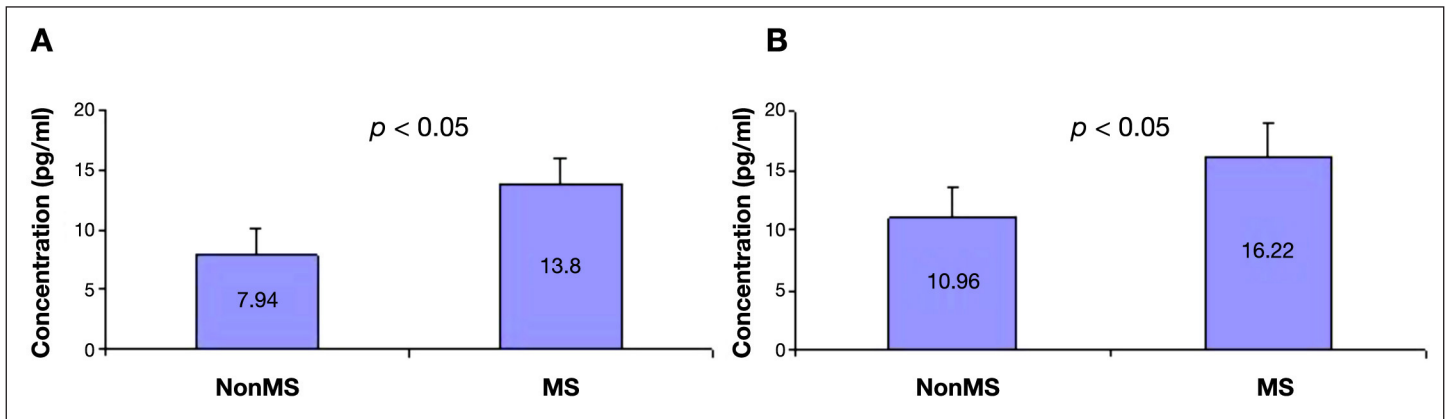 A
Concentration (pg/ml)
20
15
10
5
0
p < 0.05
7.94
13.8
NonMS
MS
B
Concentration (pg/ml)
20
15
10
5
0
p < 0.05
10.96
16.22
NonMS
MS